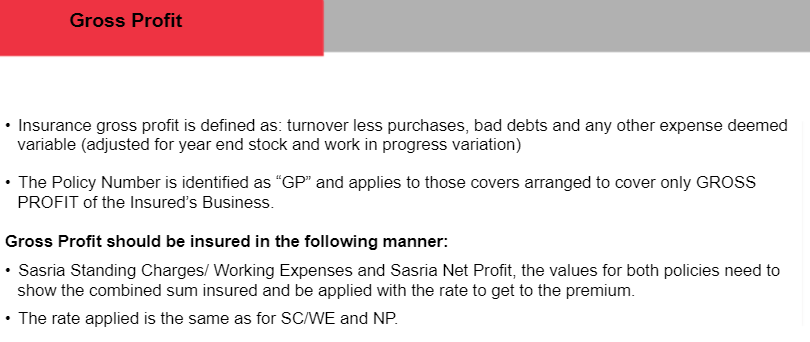 Gross Profit
• Insurance gross profit is defined as: turnover less purchases, bad debts and any other expense deemed
variable (adjusted for year end stock and work in progress variation)
• The Policy Number is identified as “GP” and applies to those covers arranged to cover only GROSS
PROFIT of the Insured’s Business.
Gross Profit should be insured in the following manner:
• Sasria Standing Charges/ Working Expenses and Sasria Net Profit, the values for both policies need to
show the combined sum insured and be applied with the rate to get to the premium.
• The rate applied is the same as for SC/WE and NP.